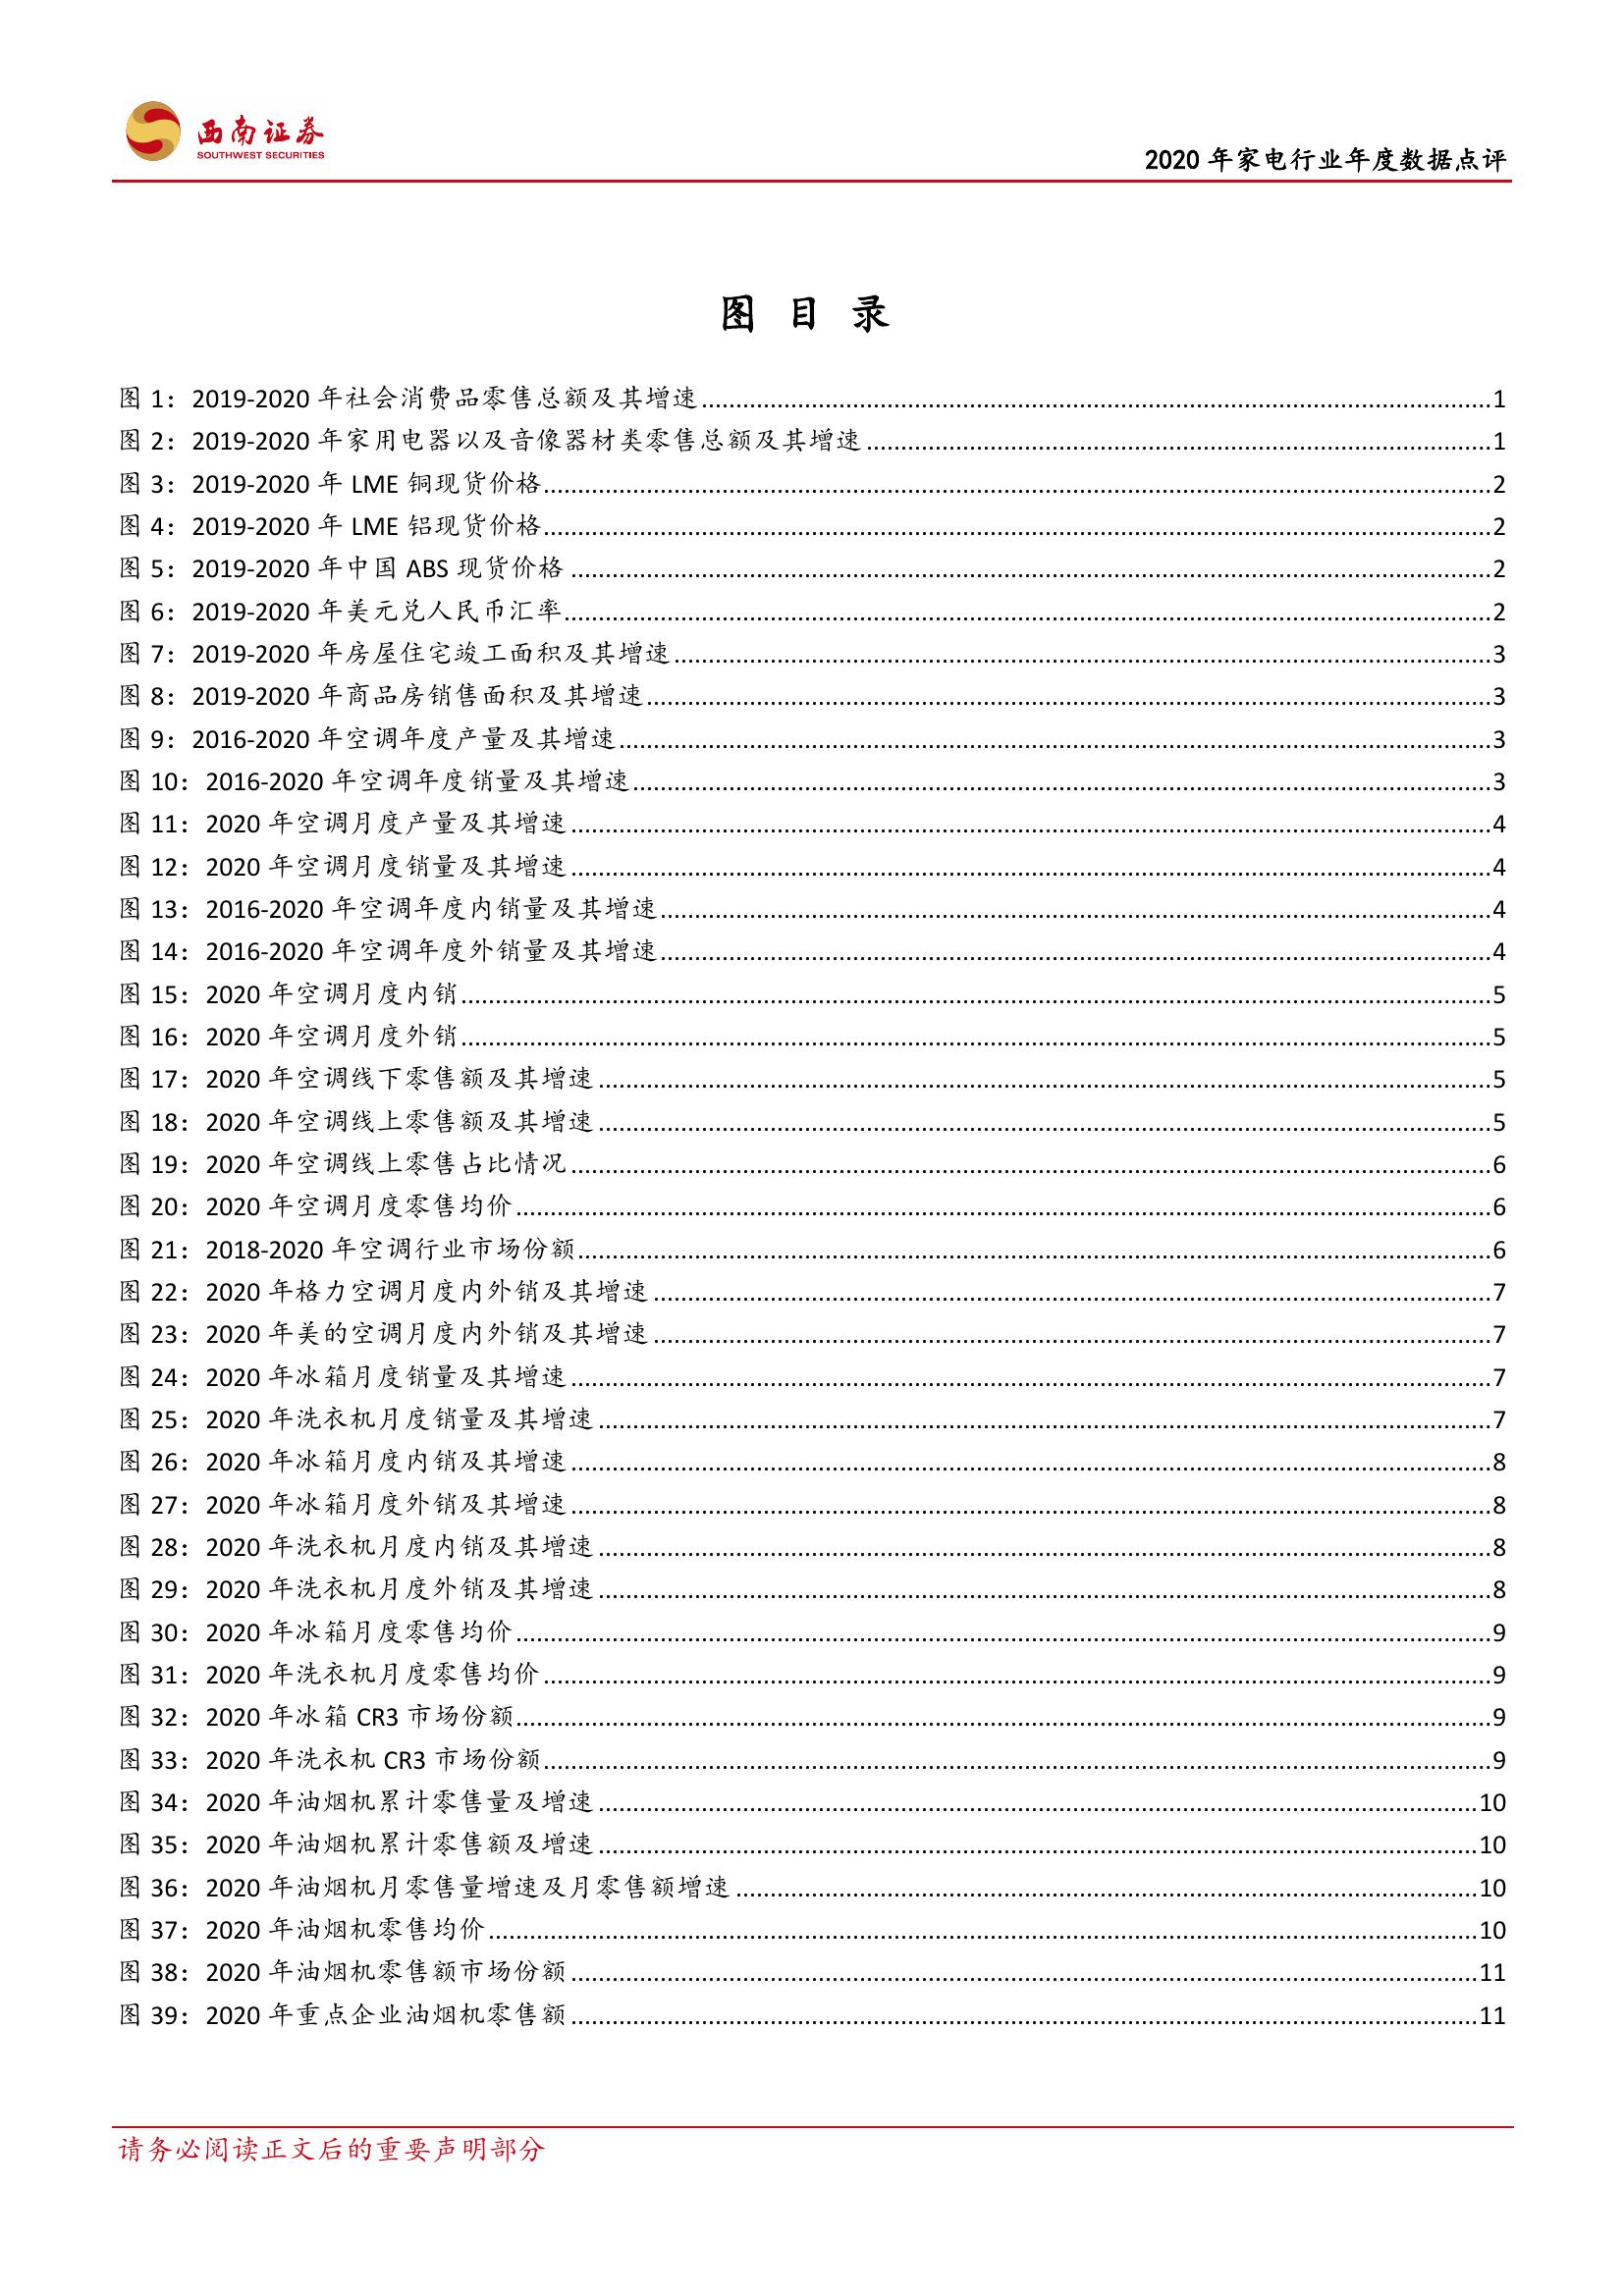 西南证券
SOUTHWEST SECURITIES
2020 年家电行业年度数据点评
图 目 录
图 1：2019-2020 年社会消费品零售总额及其增速 1
图 2：2019-2020 年家用电器以及音像器材类零售总额及其增速 1
图 3：2019-2020 年 LME 铜现货价格 2
图 4：2019-2020 年 LME 铝现货价格 2
图 5：2019-2020 年中国 ABS 现货价格 2
图 6：2019-2020 年美元兑人民币汇率 2
图 7：2019-2020 年房屋住宅竣工面积及其增速 3
图 8：2019-2020 年商品房销售面积及其增速 3
图 9：2016-2020 年空调年度产量及其增速 3
图 10：2016-2020 年空调年度销量及其增速 3
图 11：2020 年空调月度产量及其增速 4
图 12：2020 年空调月度销量及其增速 4
图 13：2016-2020 年空调年度内销量及其增速 4
图 14：2016-2020 年空调年度外销量及其增速 4
图 15：2020 年空调月度内销 5
图 16：2020 年空调月度外销 5
图 17：2020 年空调线下零售额及其增速 5
图 18：2020 年空调线上零售额及其增速 5
图 19：2020 年空调线上零售占比情况 6
图 20：2020 年空调月度零售均价 6
图 21：2018-2020 年空调行业市场份额 6
图 22：2020 年格力空调月度内外销及其增速 7
图 23：2020 年美的空调月度内外销及其增速 7
图 24：2020 年冰箱月度销量及其增速 7
图 25：2020 年洗衣机月度销量及其增速 7
图 26：2020 年冰箱月度内销及其增速 8
图 27：2020 年冰箱月度外销及其增速 8
图 28：2020 年洗衣机月度内销及其增速 8
图 29：2020 年洗衣机月度外销及其增速 8
图 30：2020 年冰箱月度零售均价 9
图 31：2020 年洗衣机月度零售均价 9
图 32：2020 年冰箱 CR3 市场份额 9
图 33：2020 年洗衣机 CR3 市场份额 9
图 34：2020 年油烟机累计零售量及增速 10
图 35：2020 年油烟机累计零售额及增速 10
图 36：2020 年油烟机月零售量增速及月零售额增速 10
图 37：2020 年油烟机零售均价 10
图 38：2020 年油烟机零售额市场份额 11
图 39：2020 年重点企业油烟机零售额 11
请务必阅读正文后的重要声明部分